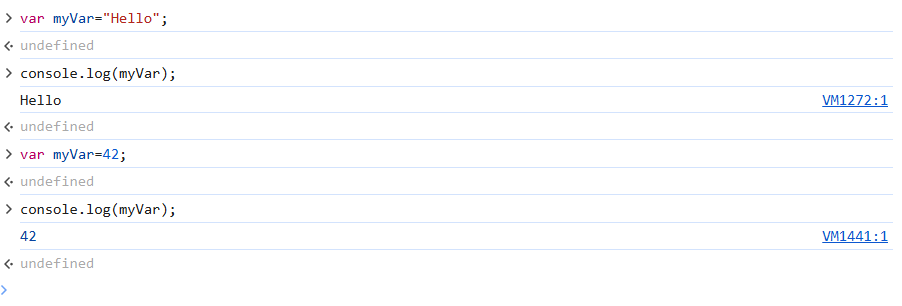 > var myVar="Hello";
<· undefined
> console.log(myVar);
Hello VM1272:1
<· undefined
> var myVar=42;
<· undefined
> console.log(myVar);
42 VM1441:1
<· undefined
>